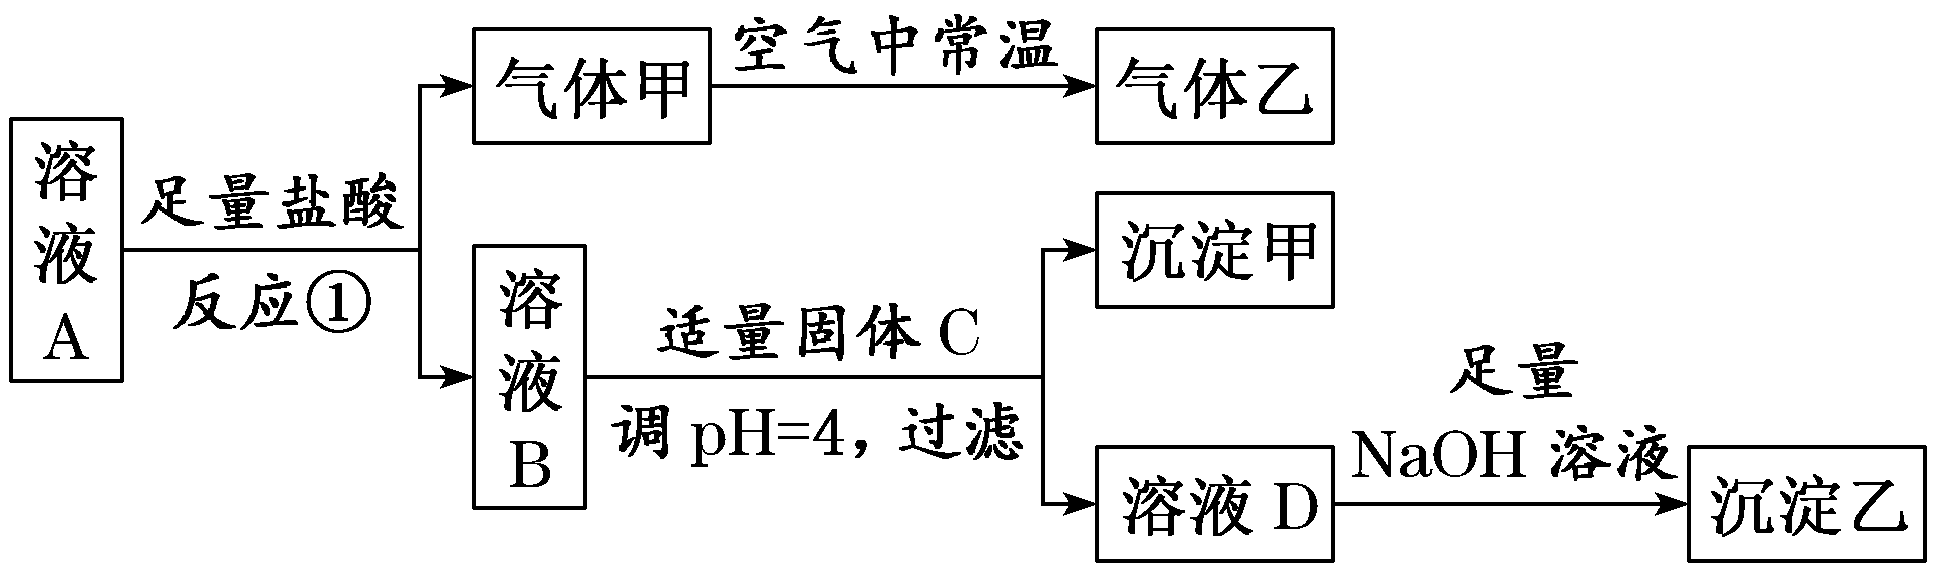 溶液A
足量盐酸
反应①
气体甲
空气中常温
气体乙
溶液B
适量固体 C
调 pH=4，过滤
沉淀甲
溶液 D
足量
NaOH 溶液
沉淀乙